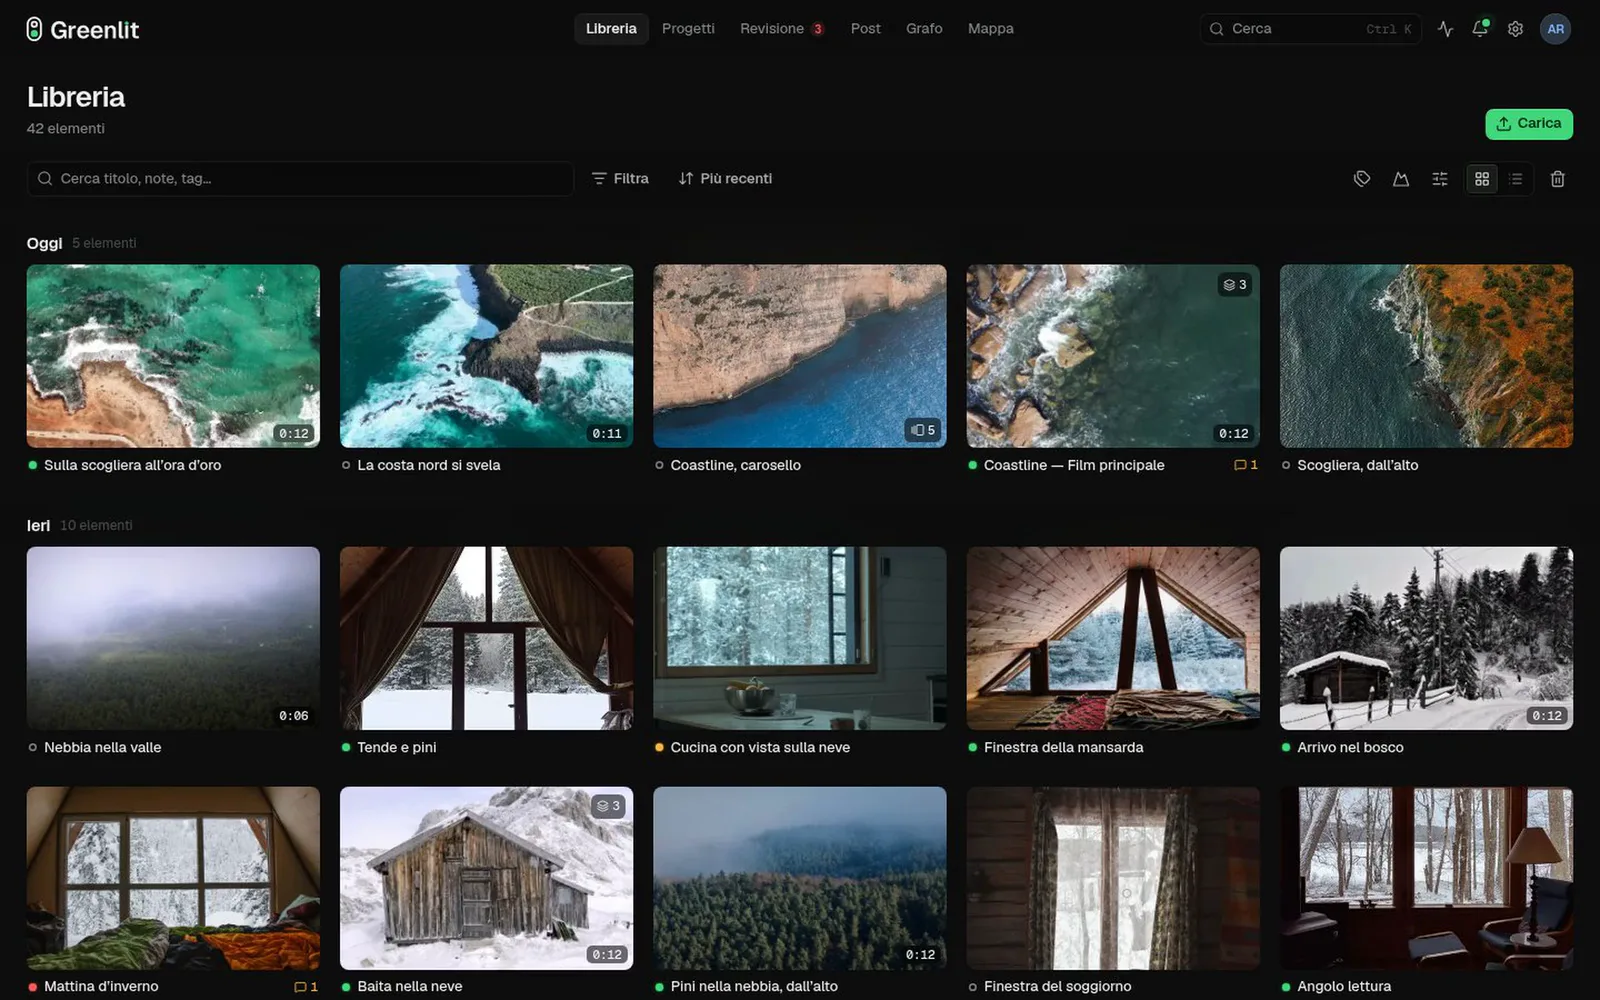 Greenlit
Libreria
Progetti
Revisione 3
Post
Grafo
Mappa
Cerca Ctrl K
AR
Libreria
42 elementi
Carica
Cerca titolo, note, tag...
Filtra
Più recenti
Oggi 5 elementi
0:12
0:11
5
3
0:12
Sulla scogliera all'ora d'oro
La costa nord si svela
Coastline, carosello
Coastline — Film principale 1
Scogliera, dall'alto
Ieri 10 elementi
0:06
0:12
Nebbia nella valle
Tende e pini
Cucina con vista sulla neve
Finestra della mansarda
Arrivo nel bosco
3
0:12
0:12
Mattina d'inverno 1
Baita nella neve
Pini nella nebbia, dall'alto
Finestra del soggiorno
Angolo lettura